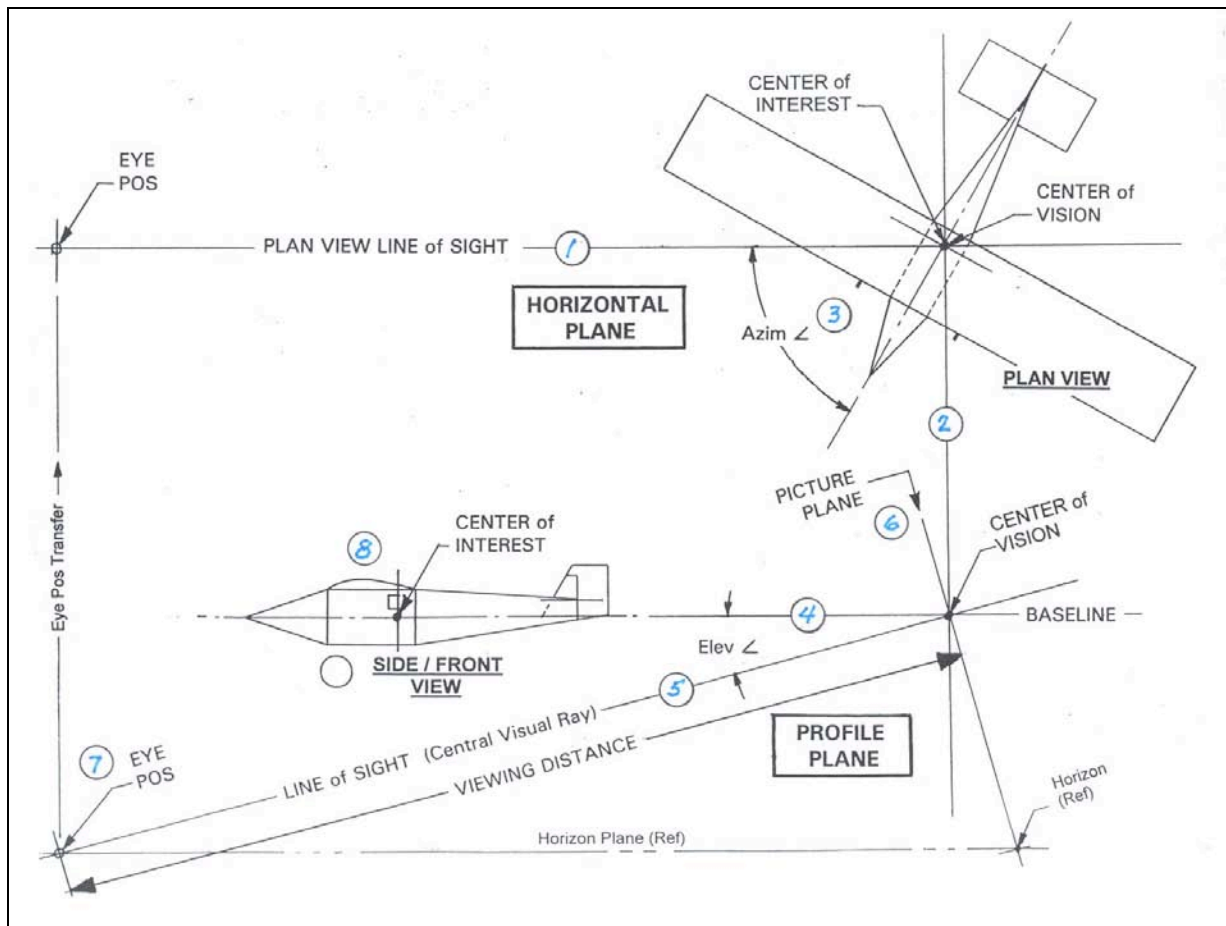 CENTER of
INTEREST
EYE
POS
CENTER of
VISION
PLAN VIEW LINE of SIGHT
1
HORIZONTAL
PLANE
3
Azim ∠
PLAN VIEW
2
PICTURE
PLANE
6
CENTER of
VISION
Eye Pos Transfer
8
CENTER of
INTEREST
4
BASELINE
Elev ∠
SIDE / FRONT
VIEW
5
PROFILE
PLANE
7
EYE
POS
LINE of SIGHT (Central Visual Ray)
VIEWING DISTANCE
Horizon
(Ref)
Horizon Plane (Ref)